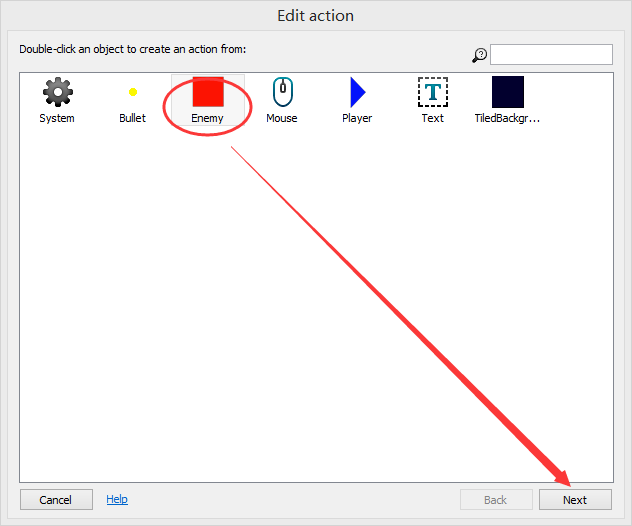 Edit action
Double-click an object to create an action from:
System Bullet Enemy Mouse Player Text TiledBackgr...
Cancel Help Back Next